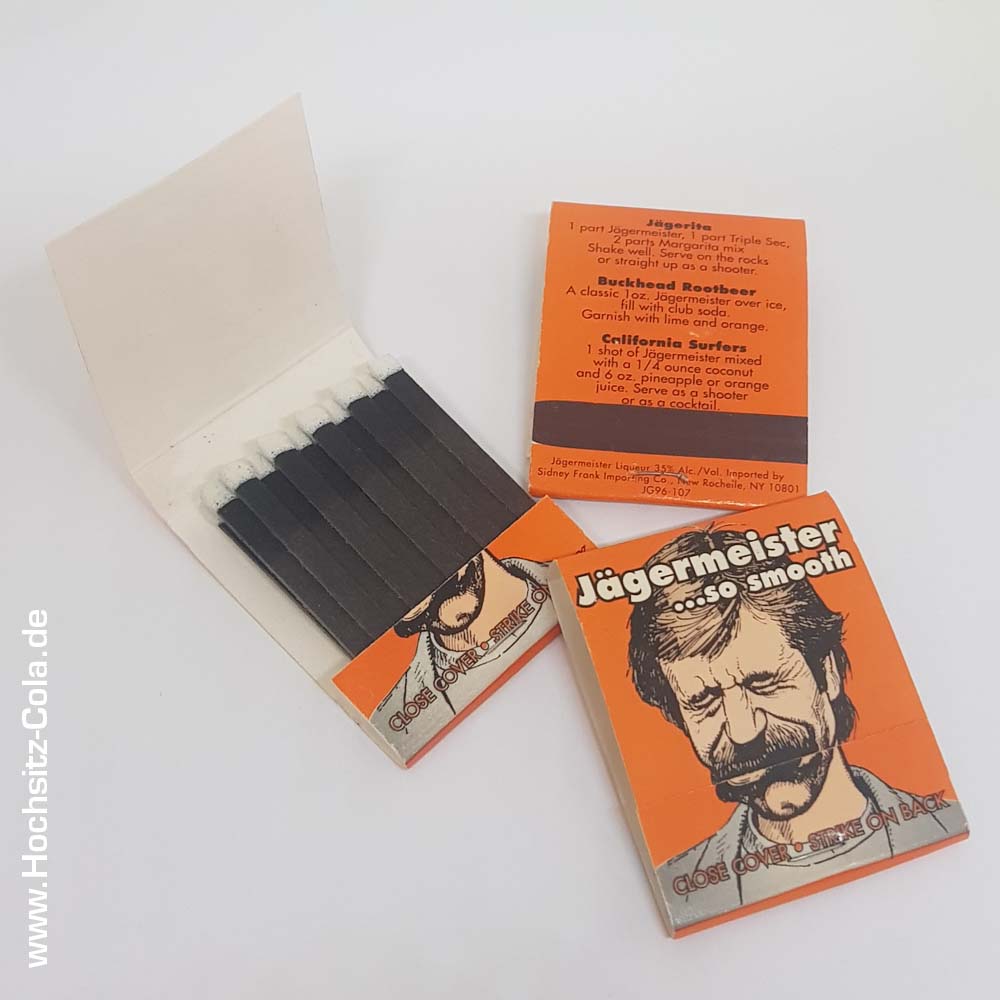 Jägerita
1 part Jägermeister, 1 part Triple Sec,
2 parts Margarita mix
Shake well. Serve on the rocks
or straight up as a shooter.
Buckhead Rootbeer
A classic 1oz. Jägermeister over ice,
fill with club soda.
Garnish with lime and orange.
California Surfers
1 shot of Jägermeister mixed
with a 1/4 ounce coconut
and 6 oz. pineapple or orange
juice. Serve as a shooter
or as a cocktail.
Jägermeister Liqueur 35% Alc./Vol. Imported by
Sidney Frank Importing Co., New Rochelle, NY 10801
JG96-107
CLOSE COVER • STRIKE ON
Jägermeister
...so smooth
CLOSE COVER • STRIKE ON BACK
www.Hochsitz-Cola.de